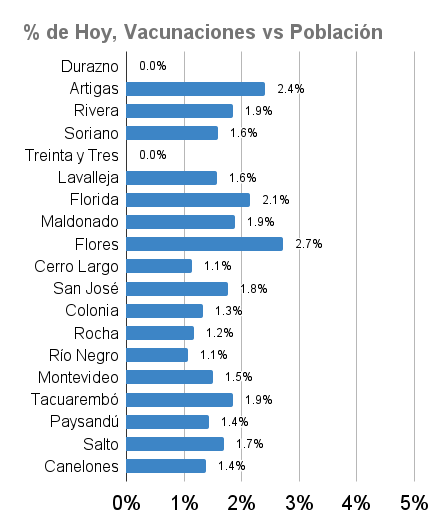 % de Hoy, Vacunaciones vs Población
Durazno 0.0%
Artigas 2.4%
Rivera 1.9%
Soriano 1.6%
Treinta y Tres 0.0%
Lavalleja 1.6%
Florida 2.1%
Maldonado 1.9%
Flores 2.7%
Cerro Largo 1.1%
San José 1.8%
Colonia 1.3%
Rocha 1.2%
Río Negro 1.1%
Montevideo 1.5%
Tacuarembó 1.9%
Paysandú 1.4%
Salto 1.7%
Canelones 1.4%
0% 1% 2% 3% 4% 5%